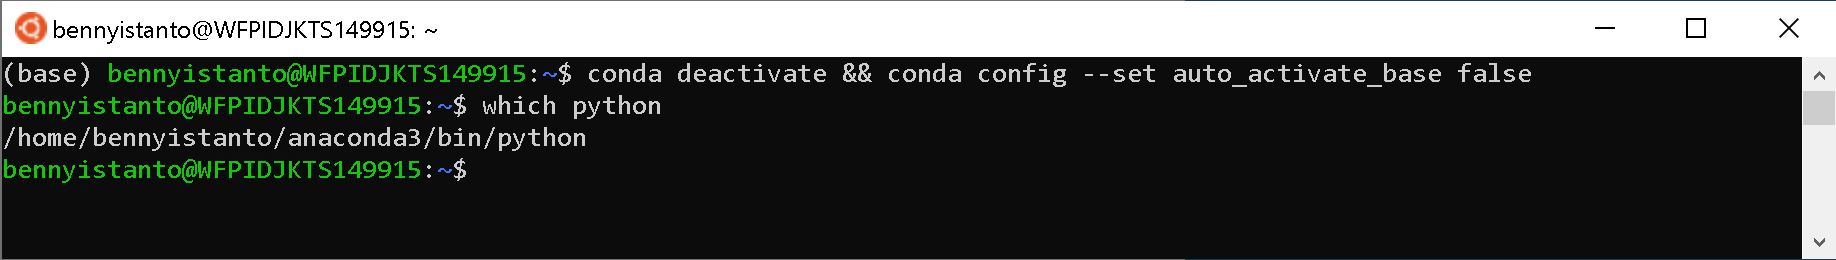 bennyistanto@WFPIDJKTS149915: ~
(base) bennyistanto@WFPIDJKTS149915:~$ conda deactivate && conda config --set auto_activate_base false
bennyistanto@WFPIDJKTS149915:~$ which python
/home/bennyistanto/anaconda3/bin/python
bennyistanto@WFPIDJKTS149915:~$